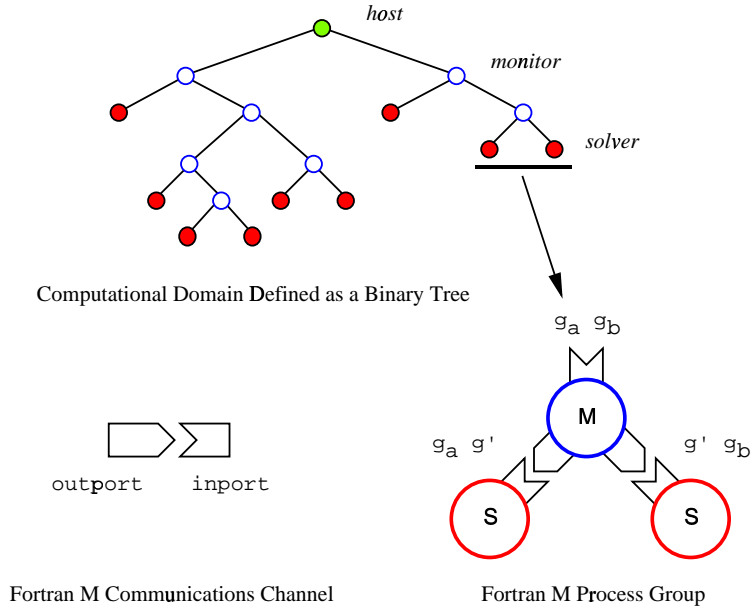 host
monitor
solver
Computational Domain Defined as a Binary Tree
ga gb
M
ga g'
g' gb
outport inport
S
S
Fortran M Communications Channel
Fortran M Process Group